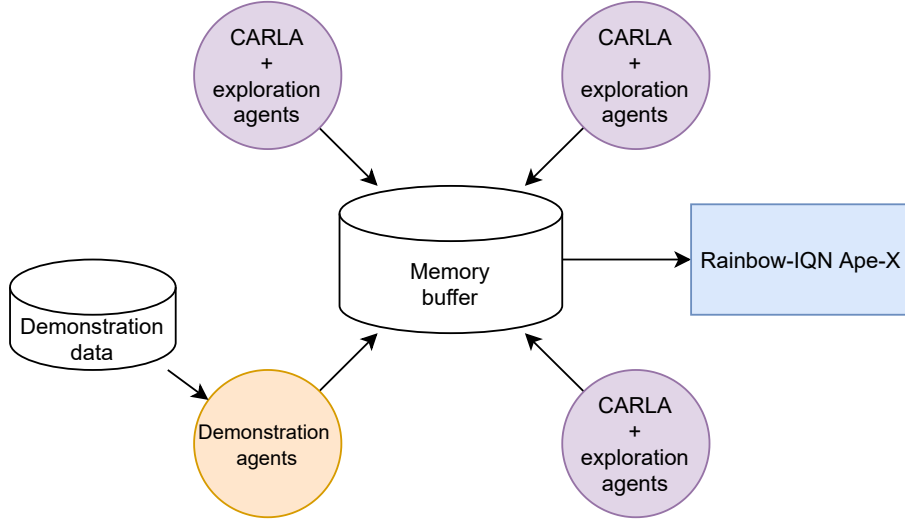 CARLA
+
exploration
agents
CARLA
+
exploration
agents
Memory
buffer
Rainbow-IQN Ape-X
Demonstration
data
Demonstration
agents
CARLA
+
exploration
agents